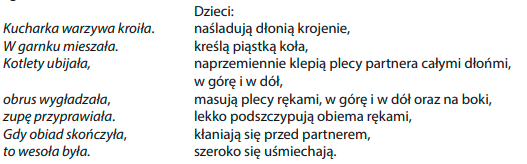 Dzieci:
Kucharka warzywa kroiła. naśladują dłonią krojenie,
W garnku mieszała. kreślą piąstką koła,
Kotlety ubijała, naprzemiennie klepią plecy partnera całymi dłońmi,
w górę i w dół,
obrus wygładzała, masują plecy rękami, w górę i w dół oraz na boki,
zupę przyprawiała. lekko podszczypują obiema rękami,
Gdy obiad skończyła, kłaniają się przed partnerem,
to wesoła była. szeroko się uśmiechają.